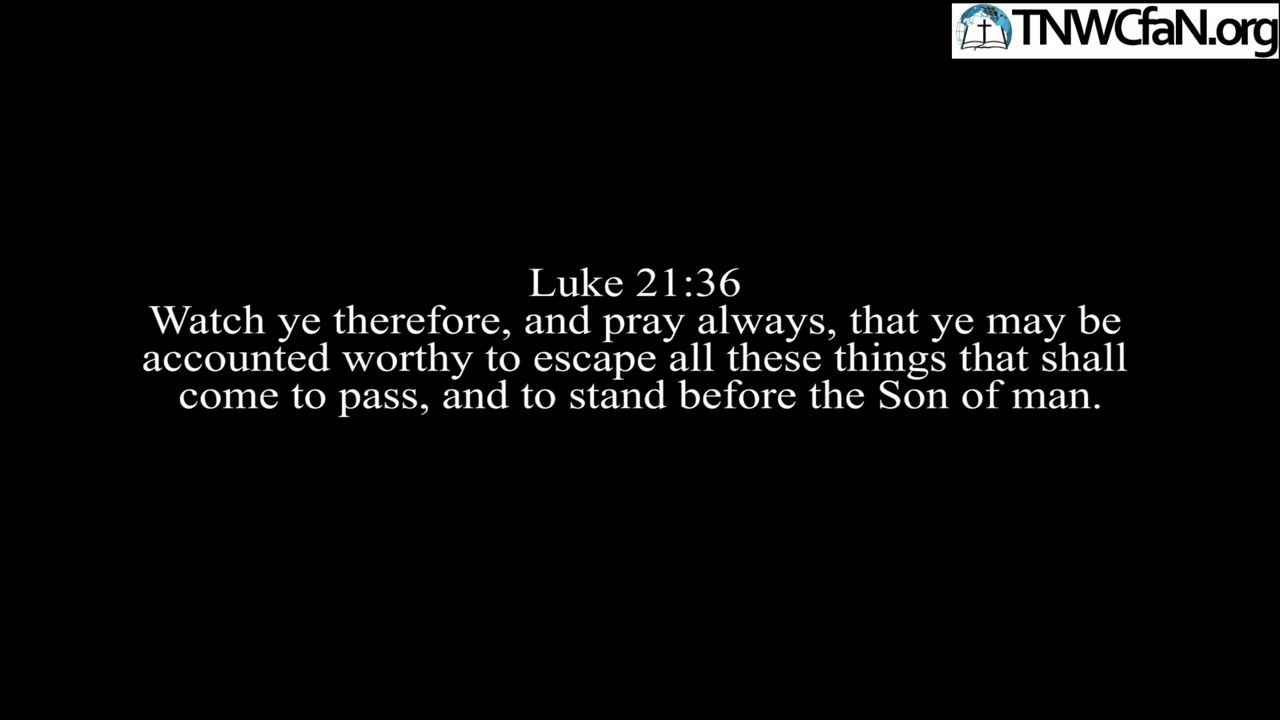 TNWCfaN.org
Luke 21:36
Watch ye therefore, and pray always, that ye may be
accounted worthy to escape all these things that shall
come to pass, and to stand before the Son of man.